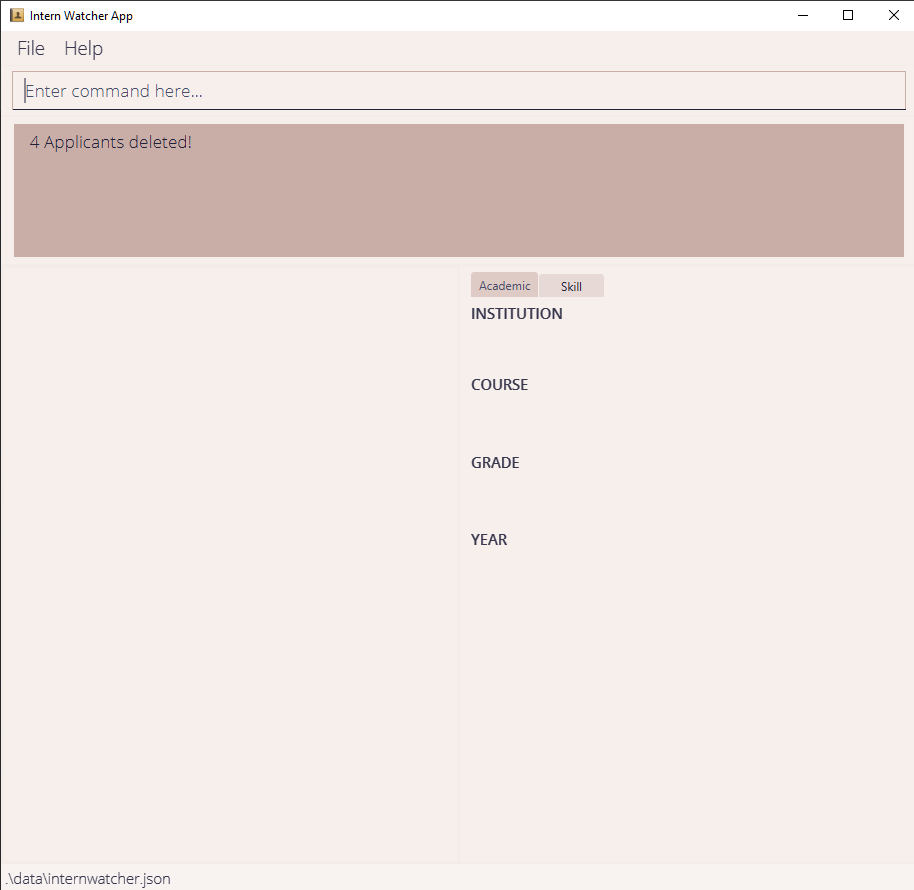 Intern Watcher App
File Help
Enter command here...
4 Applicants deleted!
Academic Skill
INSTITUTION
COURSE
GRADE
YEAR
.\data\internwatcher.json